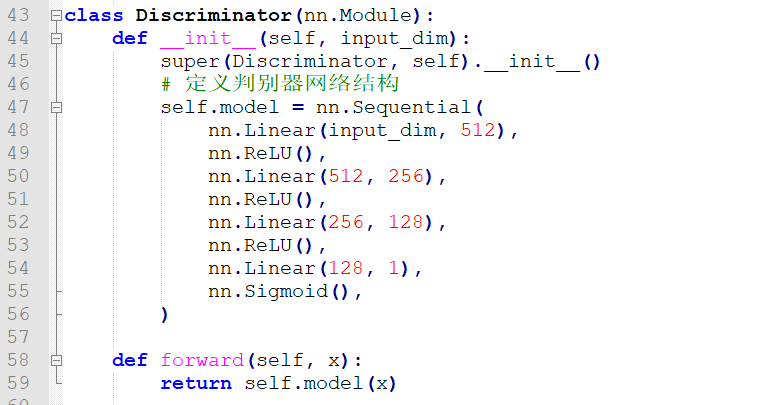 43 class Discriminator(nn.Module):
44     def __init__(self, input_dim):
45         super(Discriminator, self).__init__()
46         # 定义判别器网络结构
47         self.model = nn.Sequential(
48             nn.Linear(input_dim, 512),
49             nn.ReLU(),
50             nn.Linear(512, 256),
51             nn.ReLU(),
52             nn.Linear(256, 128),
53             nn.ReLU(),
54             nn.Linear(128, 1),
55             nn.Sigmoid(),
56         )
57
58     def forward(self, x):
59         return self.model(x)